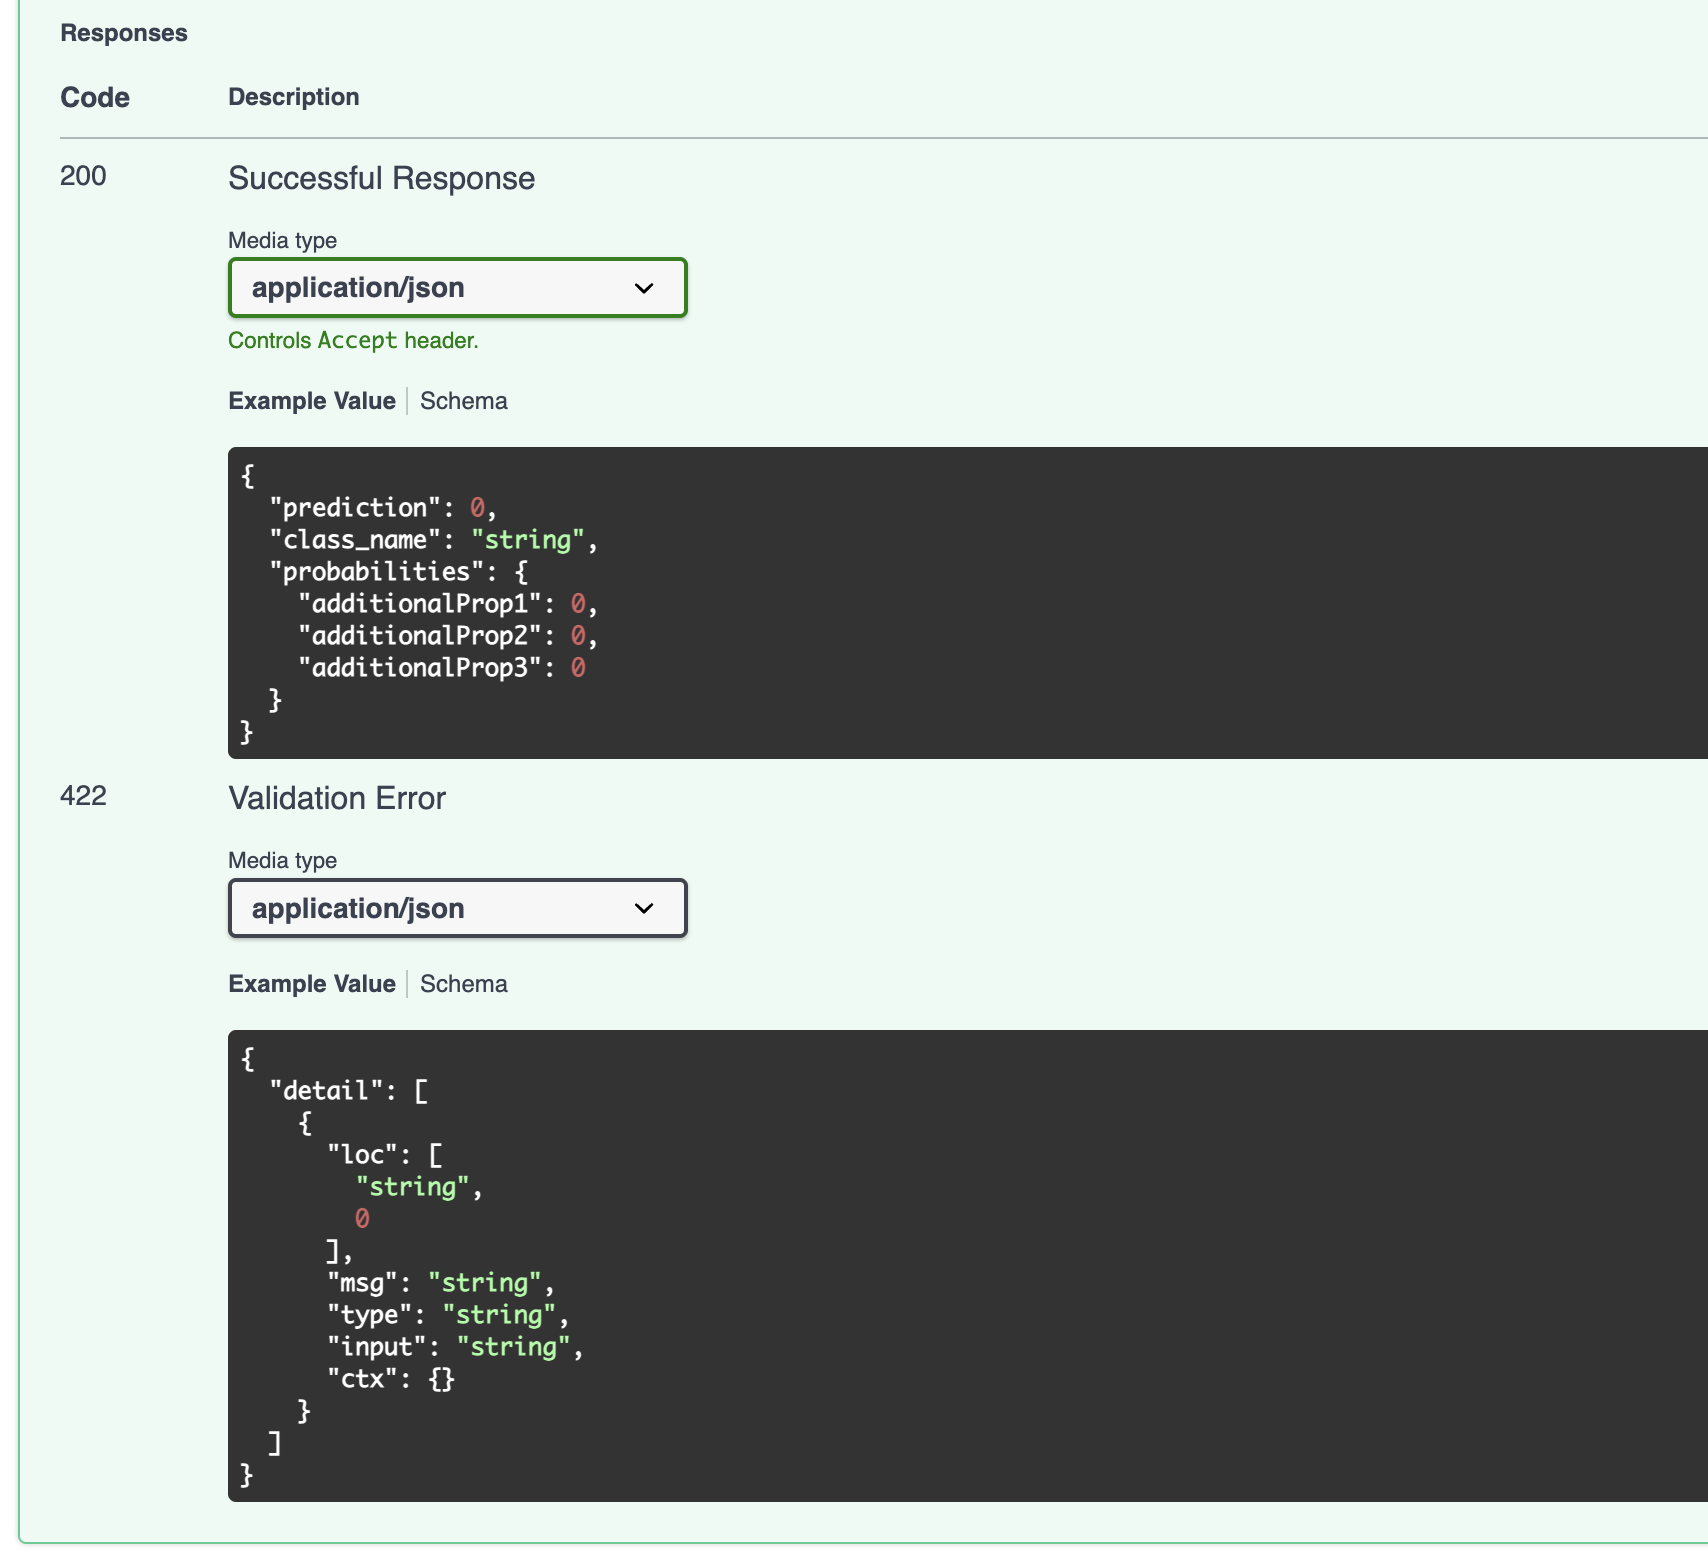 Responses
Code Description
200 Successful Response
Media type
application/json
Controls Accept header.
Example Value Schema
{
  "prediction": 0,
  "class_name": "string",
  "probabilities": {
    "additionalProp1": 0,
    "additionalProp2": 0,
    "additionalProp3": 0
  }
}
422 Validation Error
Media type
application/json
Example Value Schema
{
  "detail": [
    {
      "loc": [
        "string",
        0
      ],
      "msg": "string",
      "type": "string",
      "input": "string",
      "ctx": {}
    }
  ]
}